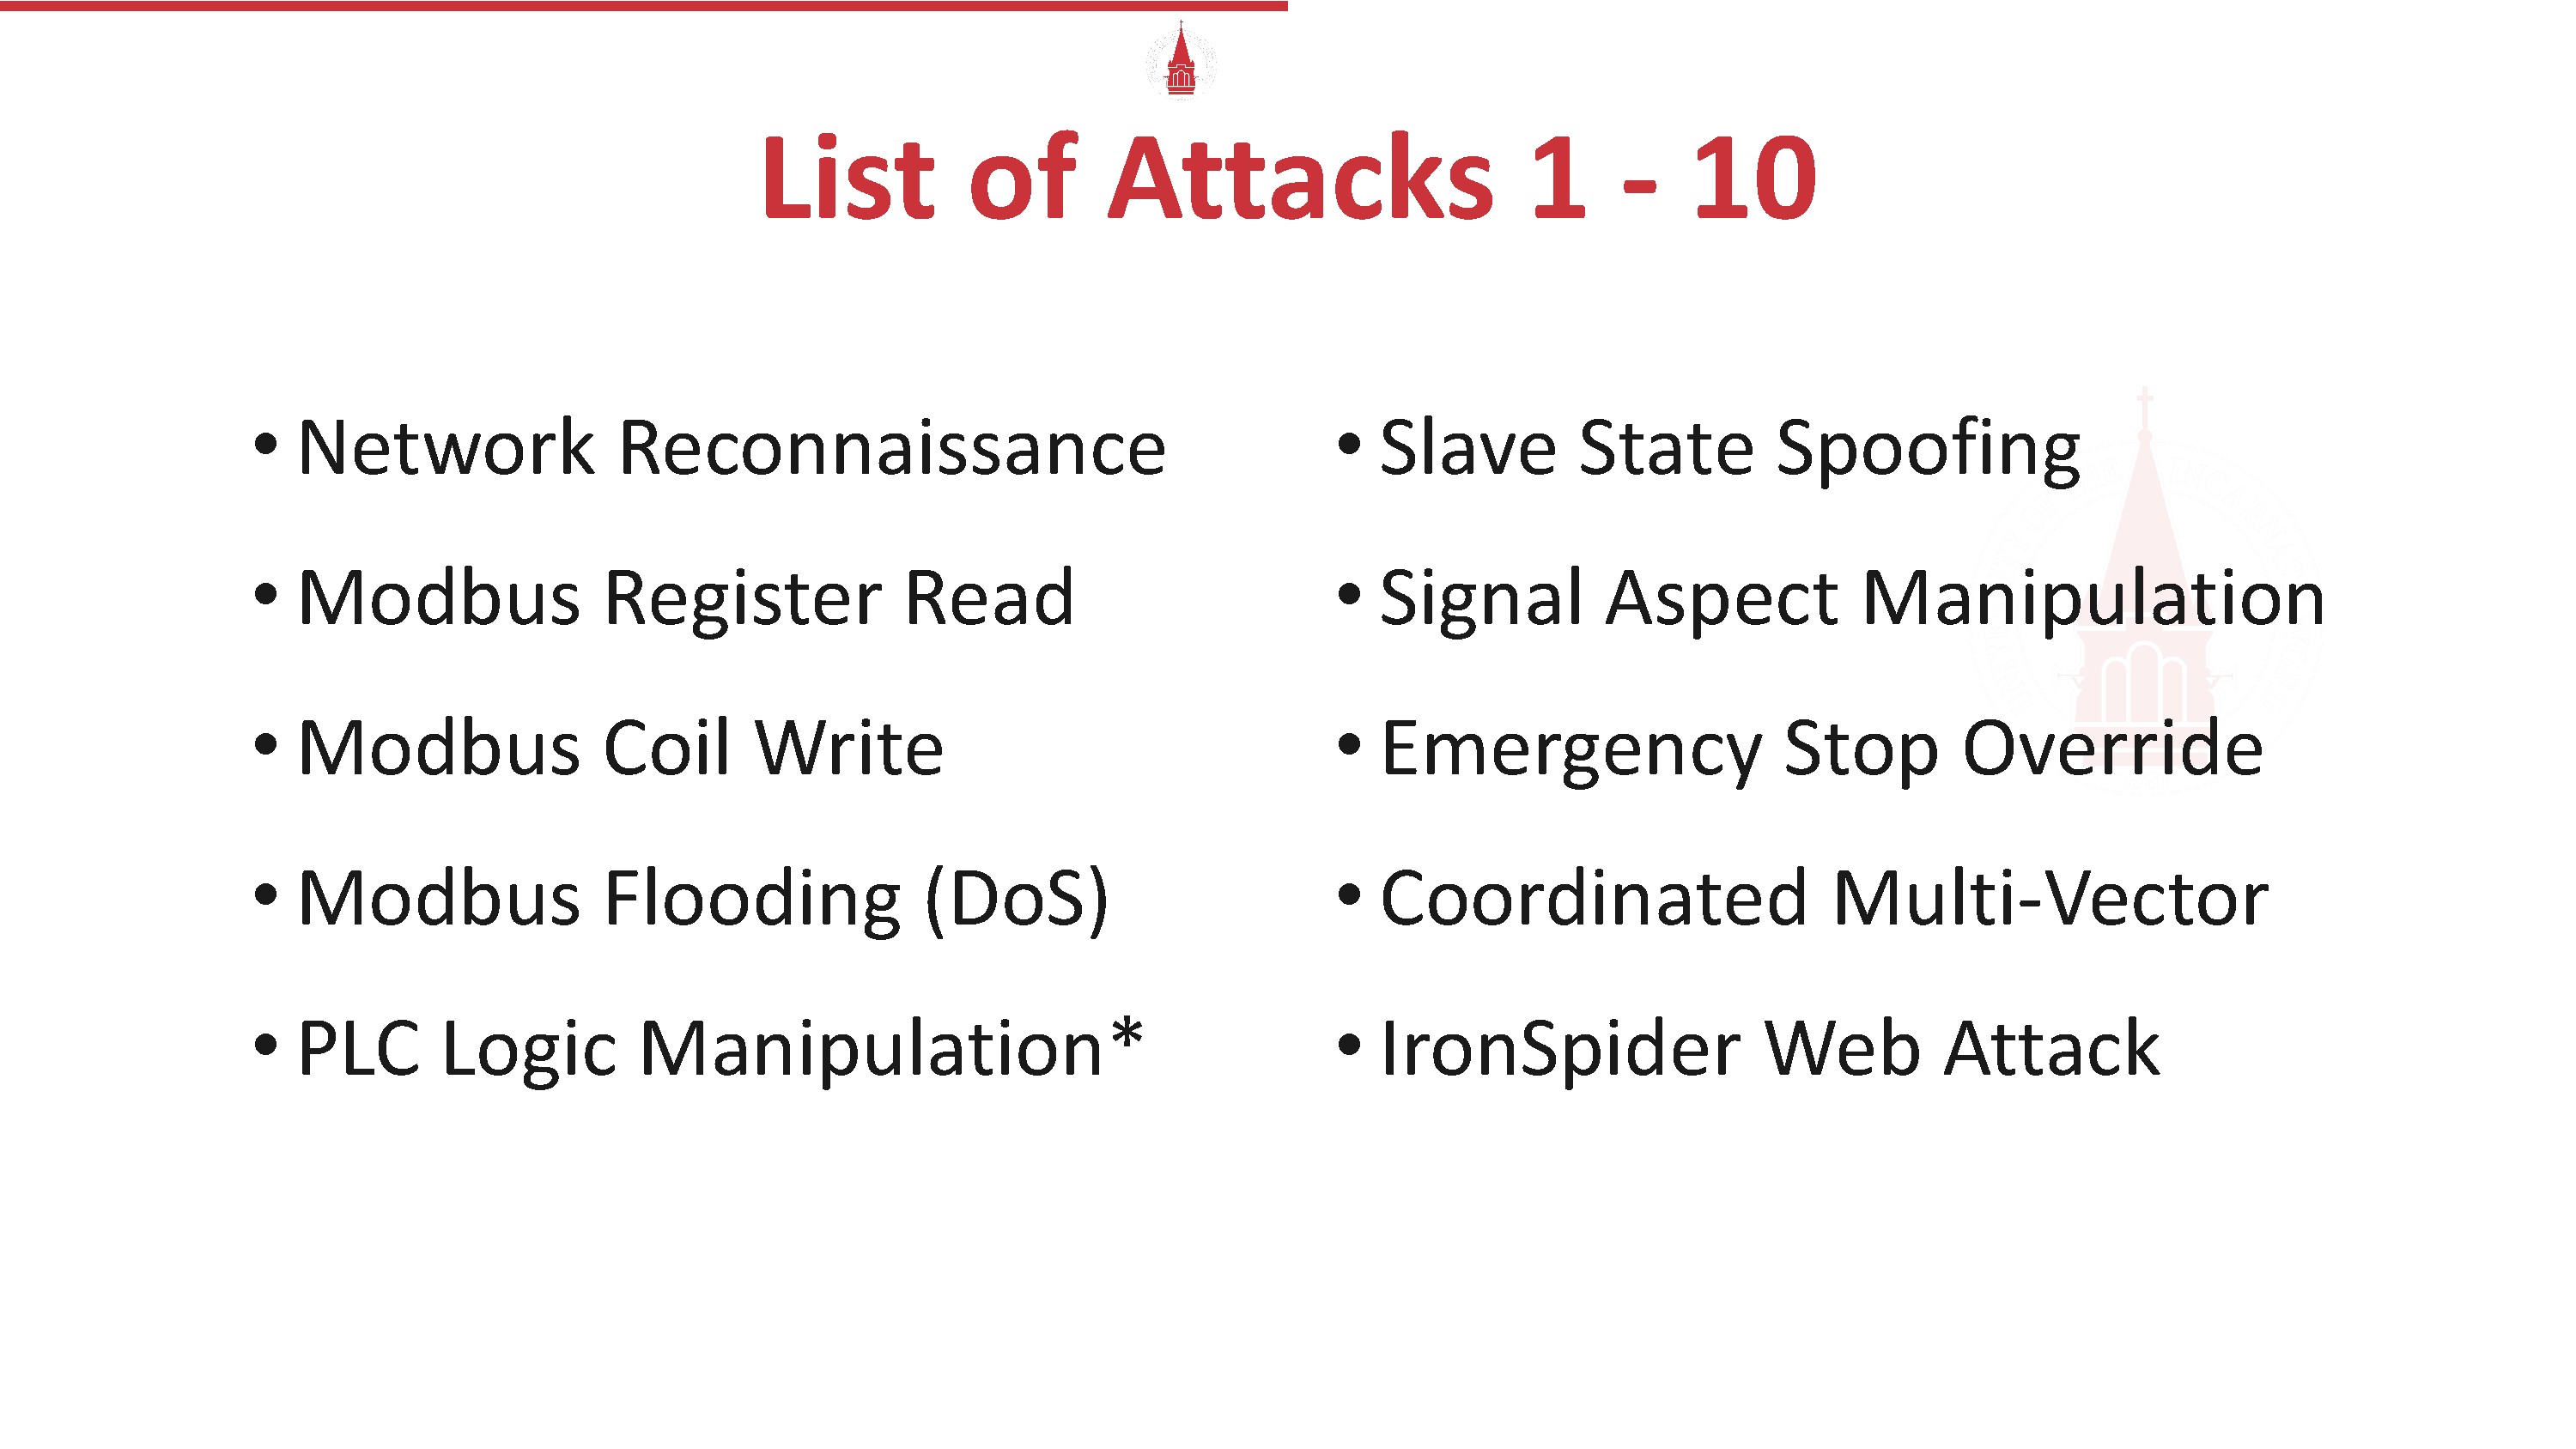 List of Attacks 1 - 10
• Network Reconnaissance
• Modbus Register Read
• Modbus Coil Write
• Modbus Flooding (DoS)
• PLC Logic Manipulation*
• Slave State Spoofing
• Signal Aspect Manipulation
• Emergency Stop Override
• Coordinated Multi-Vector
• IronSpider Web Attack